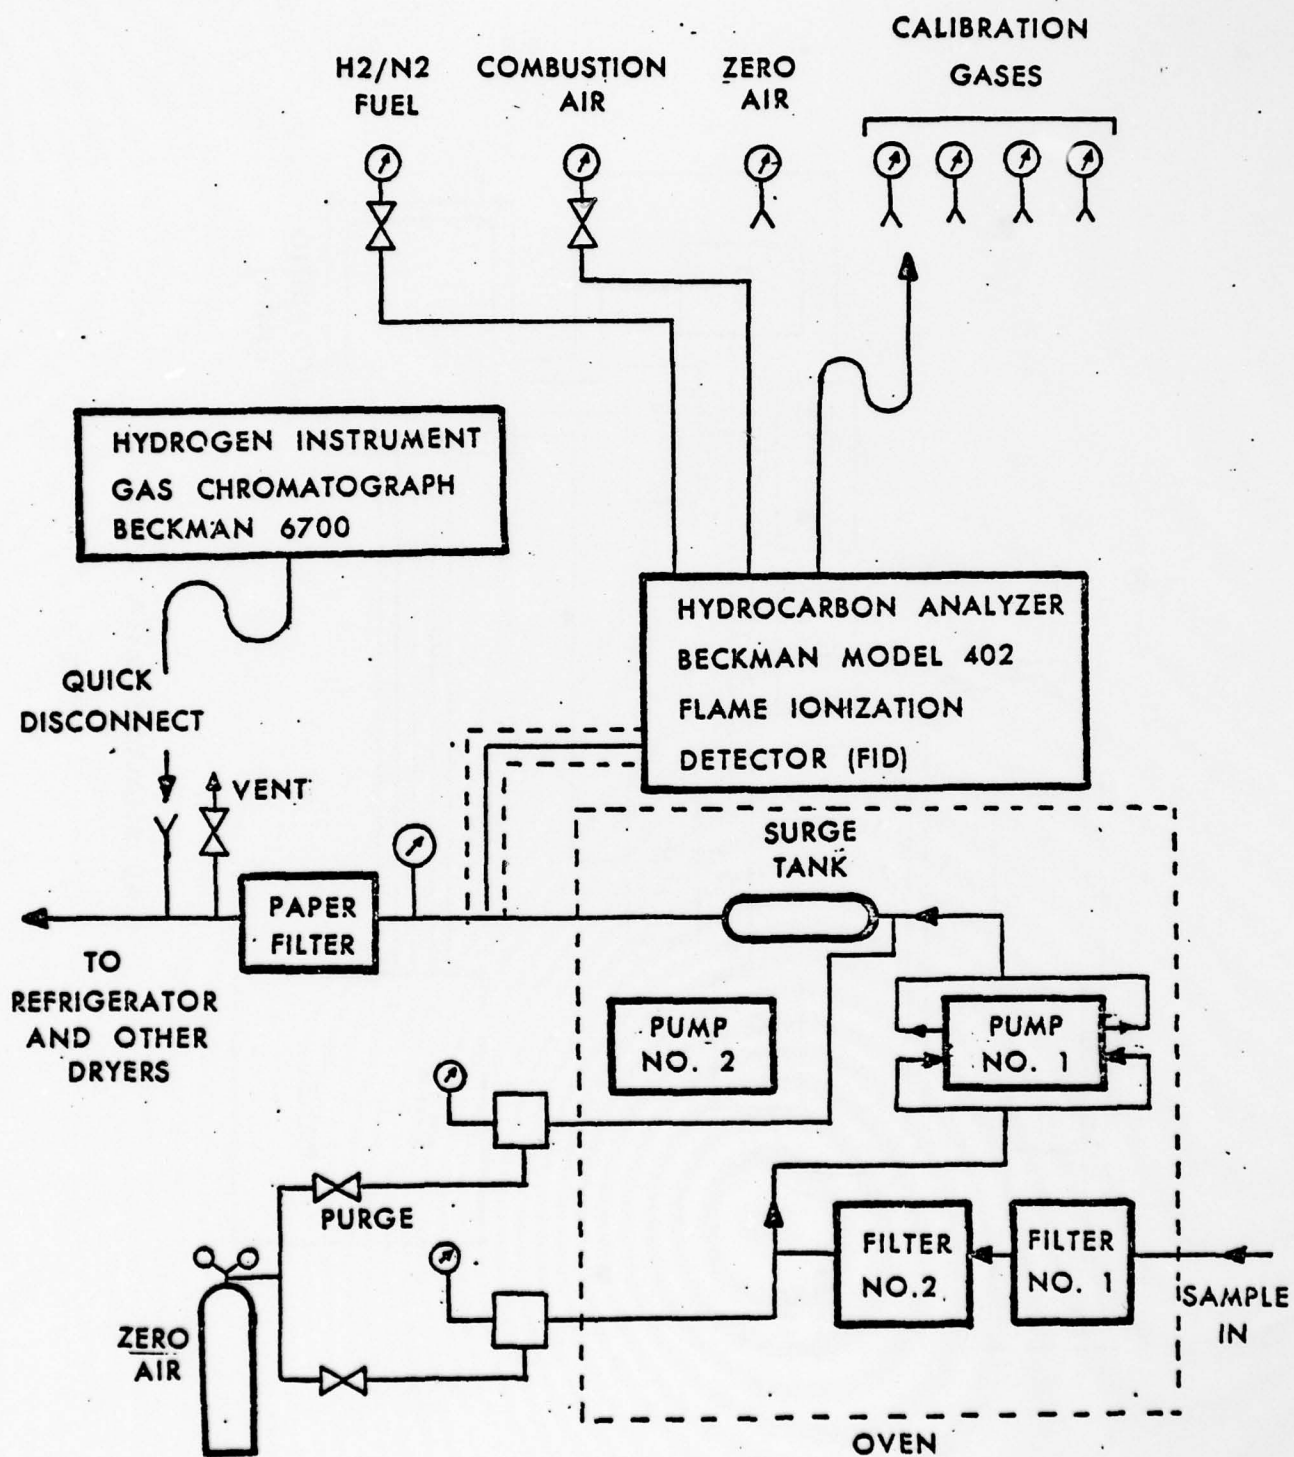 CALIBRATION
GASES
H2/N2
FUEL
COMBUSTION
AIR
ZERO
AIR
HYDROGEN INSTRUMENT
GAS CHROMATOGRAPH
BECKMAN 6700
HYDROCARBON ANALYZER
BECKMAN MODEL 402
FLAME IONIZATION
DETECTOR (FID)
QUICK
DISCONNECT
VENT
SURGE
TANK
PAPER
FILTER
TO
REFRIGERATOR
AND OTHER
DRYERS
PUMP
NO. 2
PUMP
NO. 1
PURGE
FILTER
NO.2
FILTER
NO. 1
SAMPLE
IN
ZERO
AIR
OVEN